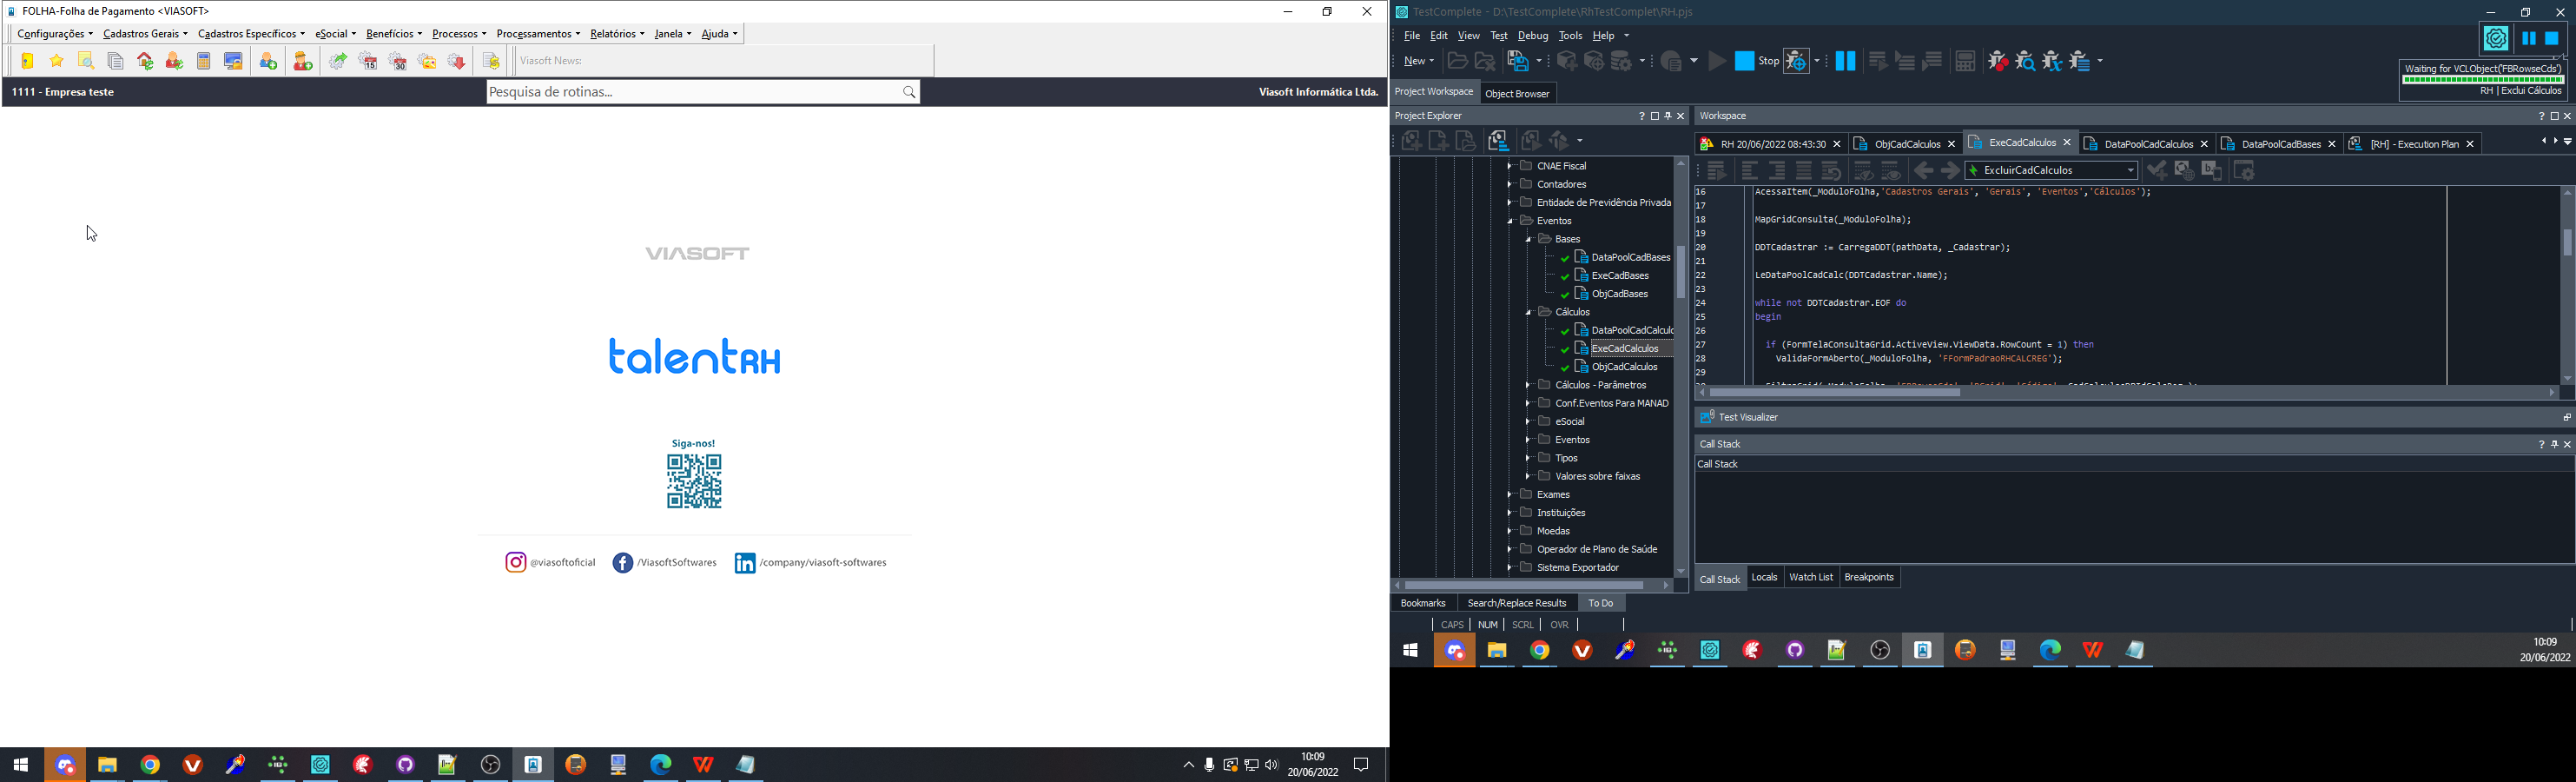 FOLHA-Folha de Pagamento <VIASOFT>
Configurações Cadastros Gerais Cadastros Específicos eSocial Benefícios Processos Processamentos Relatórios Janela Ajuda
15 30 Viasoft News:
1111 - Empresa teste Pesquisa de rotinas... Viasoft Informática Ltda.
VIASOFT
talentRH
Siga-nos!
@viasoftoficial /ViasoftSoftwares /company/viasoft-softwares
10:09
20/06/2022
TestComplete - D:\TestComplete\RhTestComplet\RH.pjs
File Edit View Test Debug Tools Help
New Stop
Waiting for VCLObject('FBRowseCds')
RH | Exclui Cálculos
Project Workspace Object Browser
Project Explorer
CNAE Fiscal
Contadores
Entidade de Previdência Privada
Eventos
Bases
DataPoolCadBases
ExeCadBases
ObjCadBases
Cálculos
DataPoolCadCalculo
ExeCadCalculos
ObjCadCalculos
Cálculos - Parâmetros
Conf.Eventos Para MANAD
eSocial
Eventos
Tipos
Valores sobre faixas
Exames
Instituições
Moedas
Operador de Plano de Saúde
Sistema Exportador
Bookmarks Search/Replace Results To Do
Workspace
RH 20/06/2022 08:43:30 ObjCadCalculos ExeCadCalculos DataPoolCadCalculos DataPoolCadBases [RH] - Execution Plan
ExcluirCadCalculos
16 AcessaItem(_ModuloFolha,'Cadastros Gerais', 'Gerais', 'Eventos','Cálculos');
17
18 MapGridConsulta(_ModuloFolha);
19
20 DDTCadastrar := CarregaDDT(pathData, _Cadastrar);
21
22 LeDataPoolCadCalc(DDTCadastrar.Name);
23
24 while not DDTCadastrar.EOF do
25 begin
26
27 if (FormTelaConsultaGrid.ActiveView.ViewData.RowCount = 1) then
28 ValidaFormAberto(_ModuloFolha, 'FFormPadraoRHCALCREG');
29
Test Visualizer
Call Stack
Call Stack
Call Stack Locals Watch List Breakpoints
CAPS NUM SCRL OVR
10:09
20/06/2022